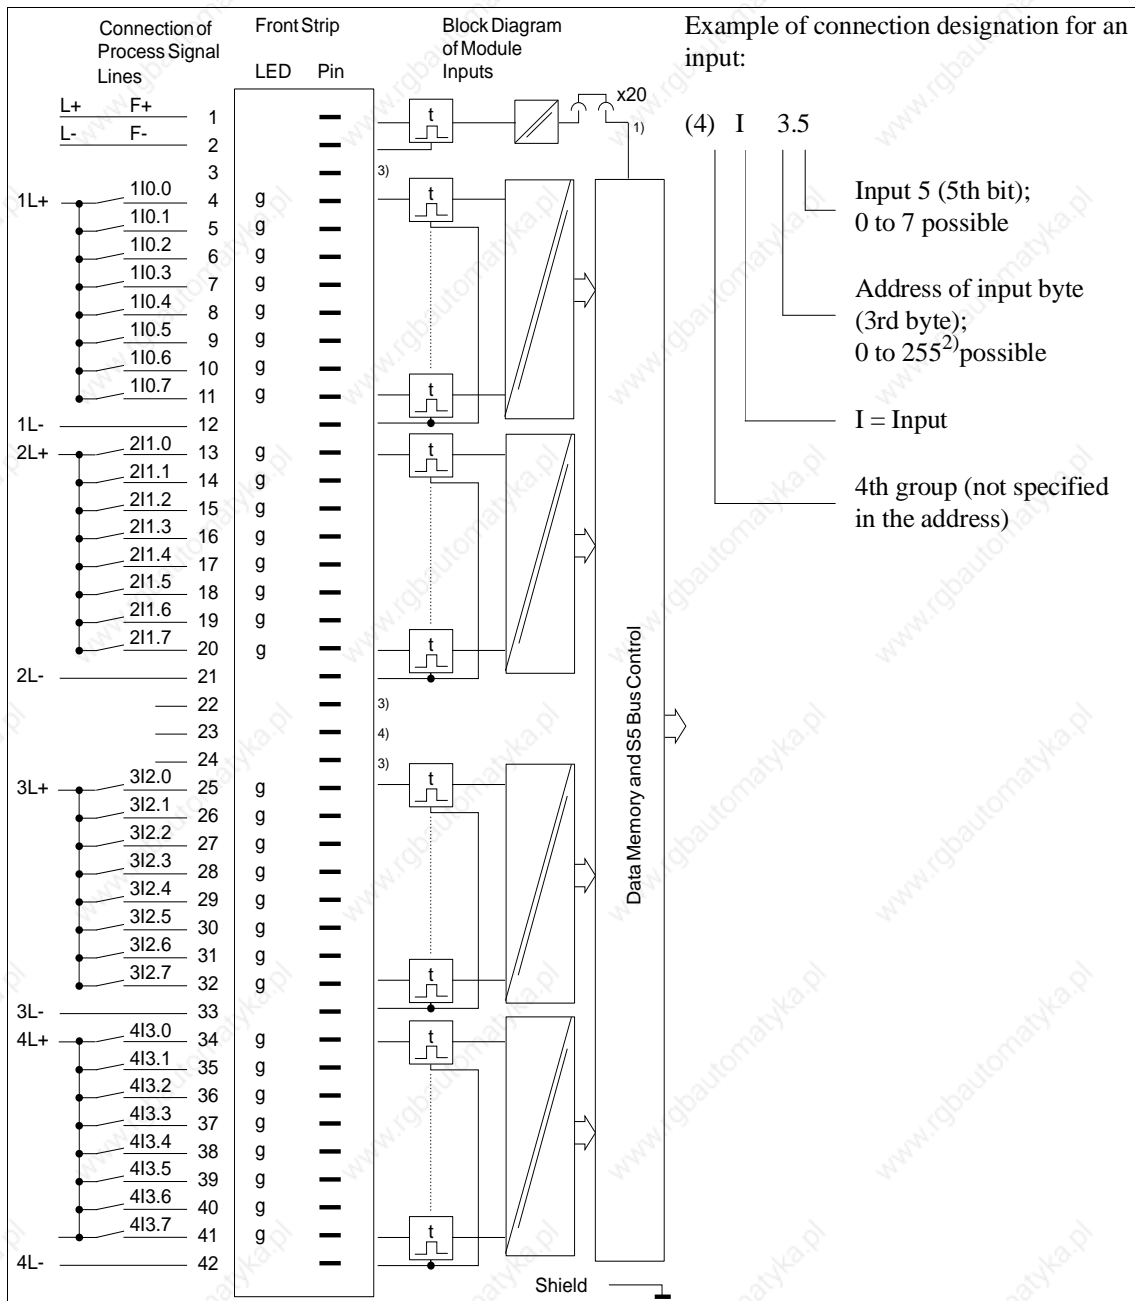 Connection of Process Signal Lines
Front Strip
LED Pin
Block Diagram of Module Inputs
Example of connection designation for an input:
L+ F+ 1
L- F- 2
x20
1)
3 3)
1L+ 1I0.0 4 g t
1I0.1 5 g
1I0.2 6 g
1I0.3 7 g
1I0.4 8 g
1I0.5 9 g
1I0.6 10 g
1I0.7 11 g t
1L- 12
2L+ 2I1.0 13 g t
2I1.1 14 g
2I1.2 15 g
2I1.3 16 g
2I1.4 17 g
2I1.5 18 g
2I1.6 19 g
2I1.7 20 g t
2L- 21
22 3)
23 4)
24 3)
3L+ 3I2.0 25 g t
3I2.1 26 g
3I2.2 27 g
3I2.3 28 g
3I2.4 29 g
3I2.5 30 g
3I2.6 31 g
3I2.7 32 g t
3L- 33
4L+ 4I3.0 34 g t
4I3.1 35 g
4I3.2 36 g
4I3.3 37 g
4I3.4 38 g
4I3.5 39 g
4I3.6 40 g
4I3.7 41 g t
4L- 42
t
Data Memory and S5 Bus Control
Shield
(4) I 3.5
Input 5 (5th bit);
0 to 7 possible
Address of input byte
(3rd byte);
0 to 255 2) possible
I = Input
4th group (not specified
in the address)
www.rgbautomatyka.pl